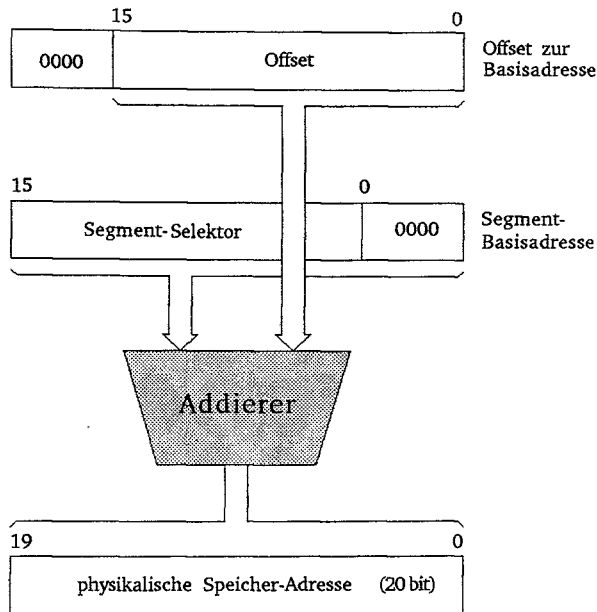 15 0
0000 Offset
Offset zur
Basisadresse
15 0
Segment-Selektor 0000
Segment-
Basisadresse
Addierer
19 0
physikalische Speicher-Adresse (20 bit)